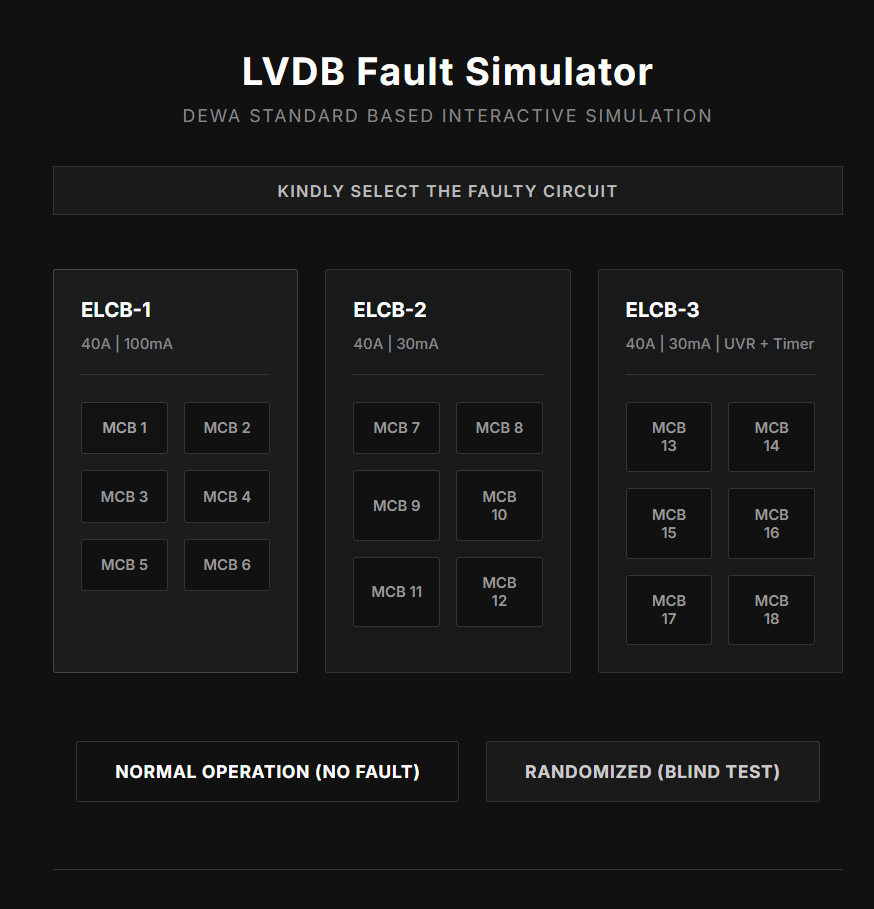 LVDB Fault Simulator
DEWA STANDARD BASED INTERACTIVE SIMULATION
KINDLY SELECT THE FAULTY CIRCUIT
ELCB-1
40A | 100mA
MCB 1
MCB 2
MCB 3
MCB 4
MCB 5
MCB 6
ELCB-2
40A | 30mA
MCB 7
MCB 8
MCB 9
MCB
10
MCB 11
MCB
12
ELCB-3
40A | 30mA | UVR + Timer
MCB
13
MCB
14
MCB
15
MCB
16
MCB
17
MCB
18
NORMAL OPERATION (NO FAULT)
RANDOMIZED (BLIND TEST)